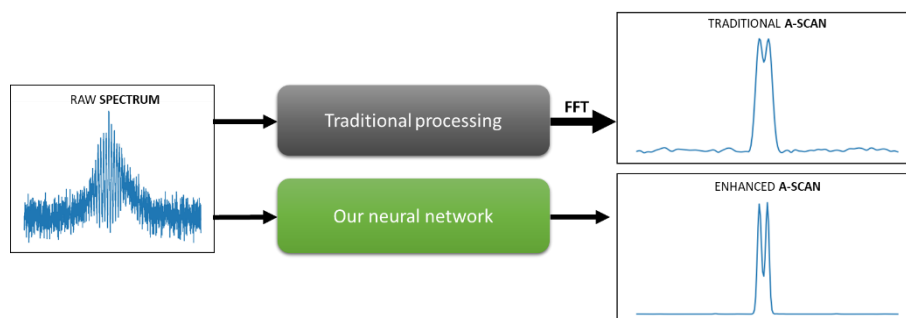 RAW SPECTRUM
Traditional processing
FFT
TRADITIONAL A-SCAN
Our neural network
ENHANCED A-SCAN